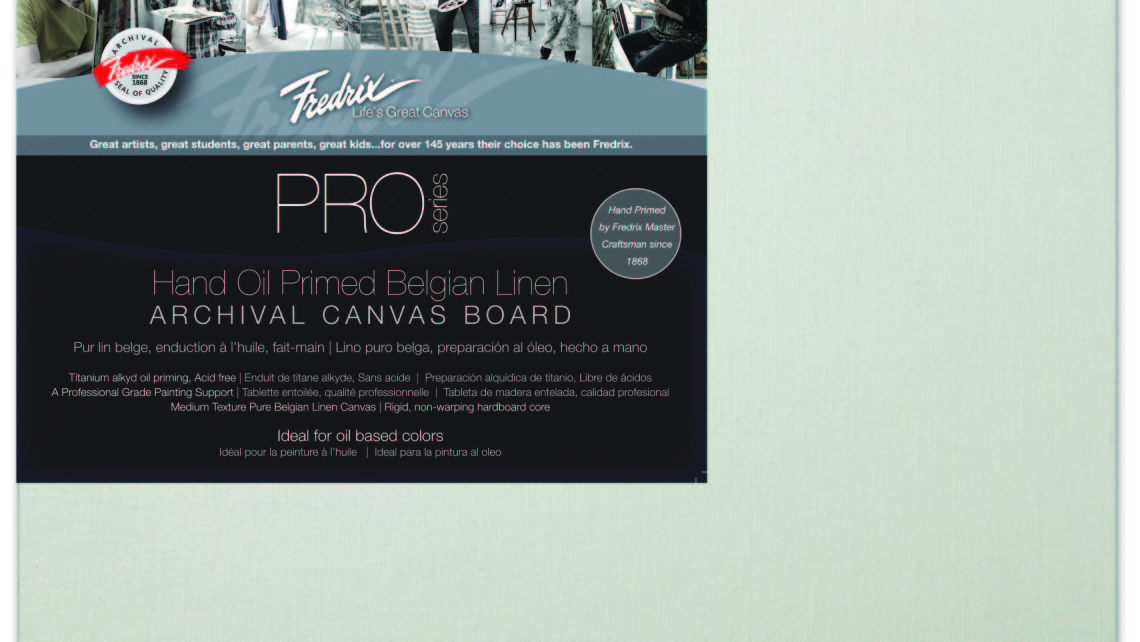 ARCHIVAL
Fredrix
SINCE
1868
SEAL OF QUALITY
Fredrix
Life's Great Canvas
Great artists, great students, great parents, great kids...for over 145 years their choice has been Fredrix.
PRO series
Hand Primed
by Fredrix Master
Craftsman since
1868
Hand Oil Primed Belgian Linen
ARCHIVAL CANVAS BOARD
Pur lin belge, enduction à l'huile, fait-main | Lino puro belga, preparación al óleo, hecho a mano
Titanium alkyd oil priming, Acid free | Enduit de titane alkyde, Sans acide | Preparación alquídica de titanio, Libre de ácidos
A Professional Grade Painting Support | Tablette entoilée, qualité professionnelle | Tableta de madera entelada, calidad profesional
Medium Texture Pure Belgian Linen Canvas | Rigid, non-warping hardboard core
Ideal for oil based colors
Idéal pour la peinture à l'huile | Ideal para la pintura al oleo